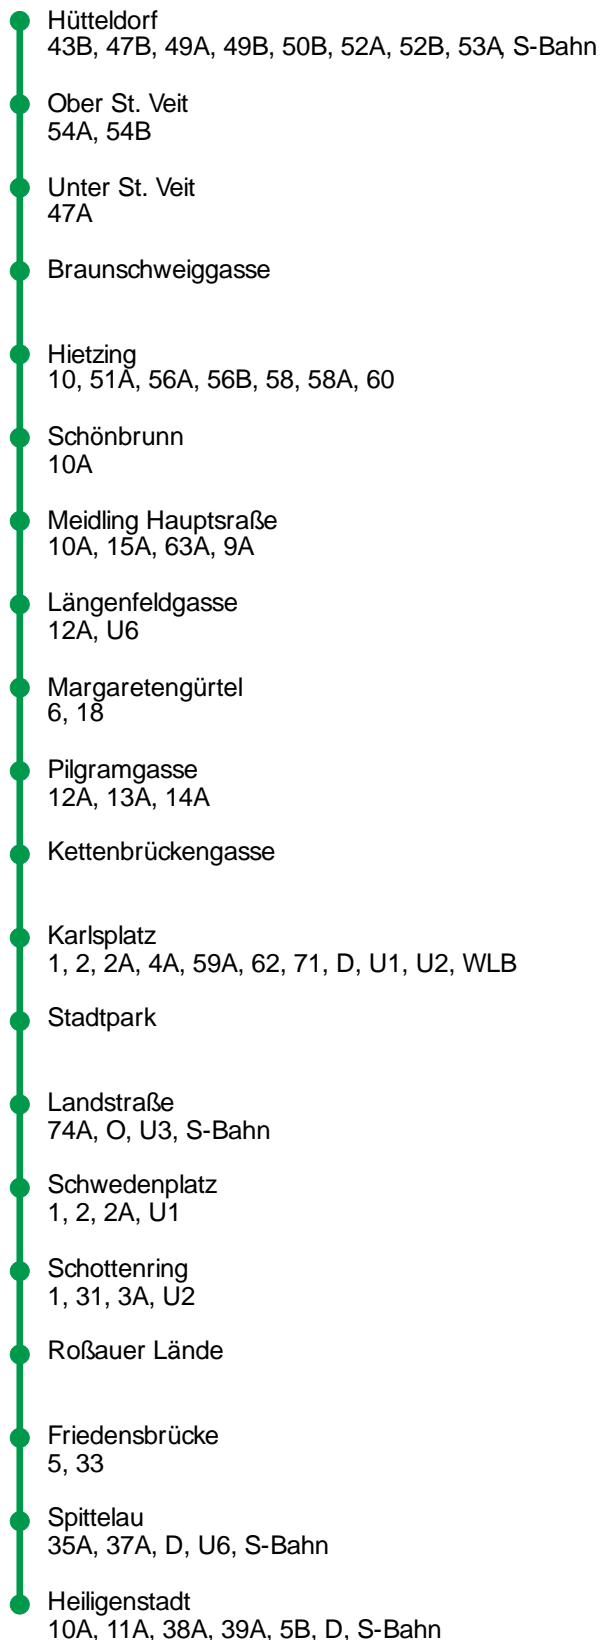 Hütteldorf
43B, 47B, 49A, 49B, 50B, 52A, 52B, 53A, S-Bahn
Ober St. Veit
54A, 54B
Unter St. Veit
47A
Braunschweiggasse
Hietzing
10, 51A, 56A, 56B, 58, 58A, 60
Schönbrunn
10A
Meidling Hauptsraße
10A, 15A, 63A, 9A
Längenfeldgasse
12A, U6
Margaretengürtel
6, 18
Pilgramgasse
12A, 13A, 14A
Kettenbrückengasse
Karlsplatz
1, 2, 2A, 4A, 59A, 62, 71, D, U1, U2, WLB
Stadtpark
Landstraße
74A, O, U3, S-Bahn
Schwedenplatz
1, 2, 2A, U1
Schottenring
1, 31, 3A, U2
Roßauer Lände
Friedensbrücke
5, 33
Spittelau
35A, 37A, D, U6, S-Bahn
Heiligenstadt
10A, 11A, 38A, 39A, 5B, D, S-Bahn